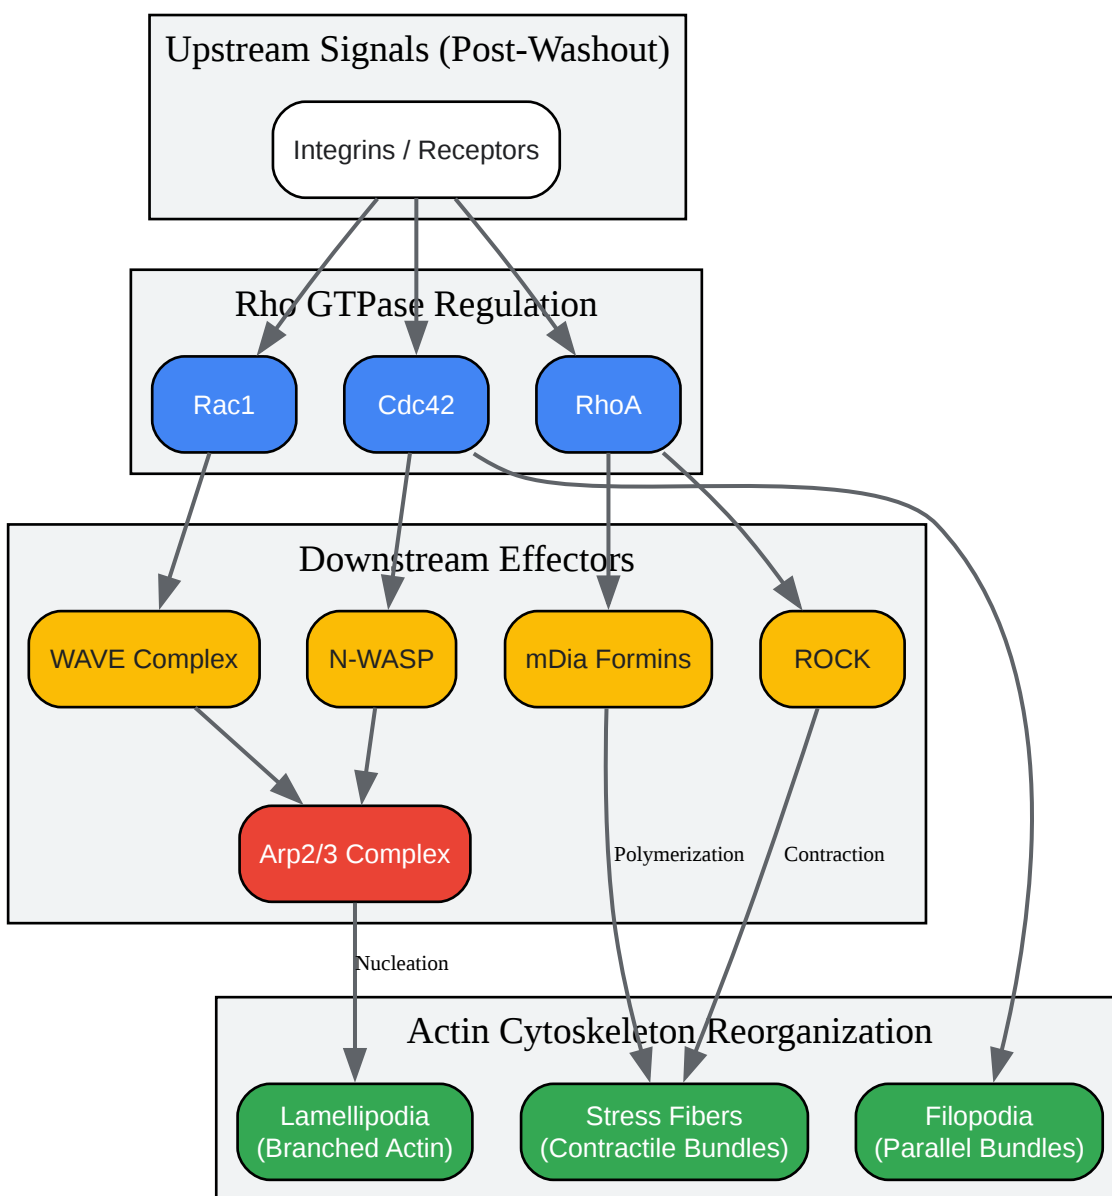 Upstream Signals (Post-Washout)
Integrins / Receptors
Rho GTPase Regulation
Rac1
Cdc42
RhoA
Downstream Effectors
WAVE Complex
N-WASP
mDia Formins
ROCK
Arp2/3 Complex
Polymerization
Contraction
Nucleation
Actin Cytoskeleton Reorganization
Lamellipodia
(Branched Actin)
Stress Fibers
(Contractile Bundles)
Filopodia
(Parallel Bundles)